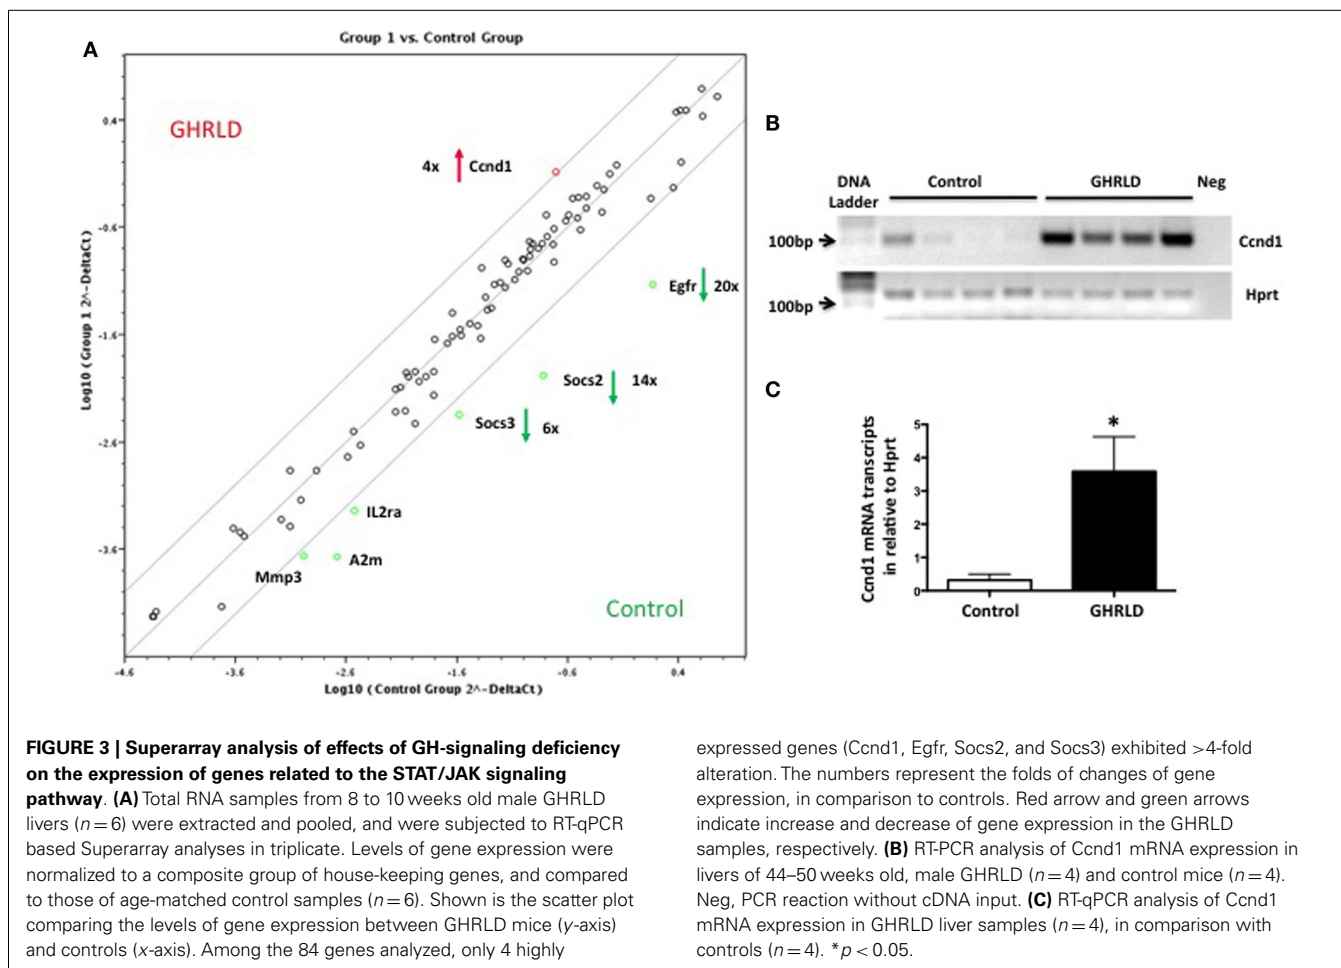 A
Group 1 vs. Control Group
Log10 (Group 1 2^-DeltaCt)
0.4
-0.6
-1.6
-2.6
-3.6
GHRLD
4x
Ccnd1
Egfr
20x
Socs2
14x
Socs3
6x
IL2ra
A2m
Mmp3
Control
-4.6
-3.6
-2.6
-1.6
-0.6
0.4
Log10 (Control Group 2^-DeltaCt)
B
DNA
Ladder
Control
GHRLD
Neg
100bp
Ccnd1
100bp
Hprt
C
Ccnd1 mRNA transcripts
in relative to Hprt
5
4
3
2
1
0
*
Control
GHRLD
FIGURE 3 | Superarray analysis of effects of GH-signaling deficiency
on the expression of genes related to the STAT/JAK signaling
pathway. (A) Total RNA samples from 8 to 10 weeks old male GHRLD
livers (n = 6) were extracted and pooled, and were subjected to RT-qPCR
based Superarray analyses in triplicate. Levels of gene expression were
normalized to a composite group of house-keeping genes, and compared
to those of age-matched control samples (n = 6). Shown is the scatter plot
comparing the levels of gene expression between GHRLD mice (y-axis)
and controls (x-axis). Among the 84 genes analyzed, only 4 highly
expressed genes (Ccnd1, Egfr, Socs2, and Socs3) exhibited >4-fold
alteration. The numbers represent the folds of changes of gene
expression, in comparison to controls. Red arrow and green arrows
indicate increase and decrease of gene expression in the GHRLD
samples, respectively. (B) RT-PCR analysis of Ccnd1 mRNA expression in
livers of 44–50 weeks old, male GHRLD (n = 4) and control mice (n = 4).
Neg, PCR reaction without cDNA input. (C) RT-qPCR analysis of Ccnd1
mRNA expression in GHRLD liver samples (n = 4), in comparison with
controls (n = 4). *p < 0.05.